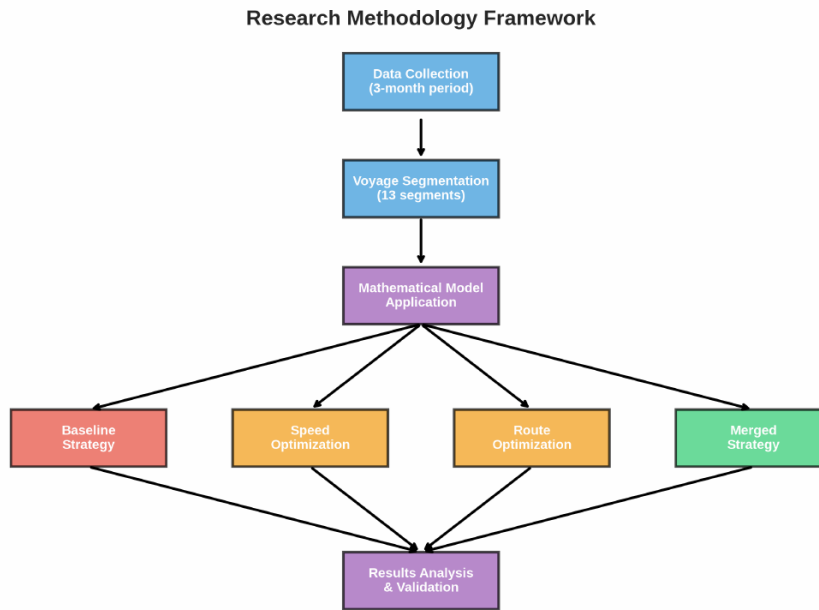 Research Methodology Framework
Data Collection
(3-month period)
Voyage Segmentation
(13 segments)
Mathematical Model
Application
Baseline
Strategy
Speed
Optimization
Route
Optimization
Merged
Strategy
Results Analysis
& Validation